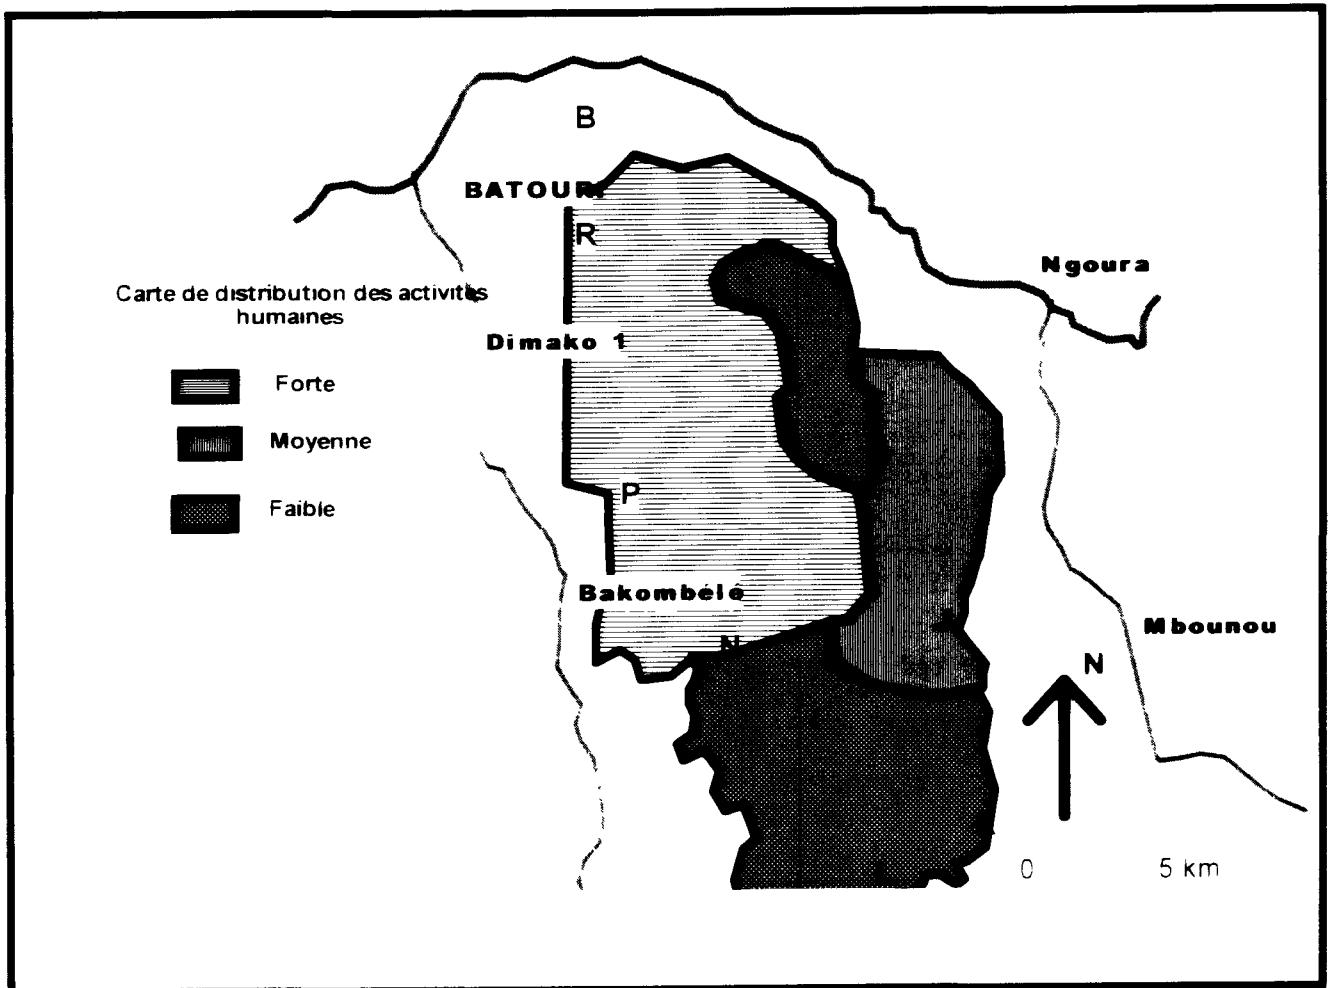 B
BATOURI
R
Ngoura
Carte de distribution des activités
humaines
Dimako 1
Forte
Moyenne
P
Faible
Bakombélé
Mbounou
N
N
0 5 km